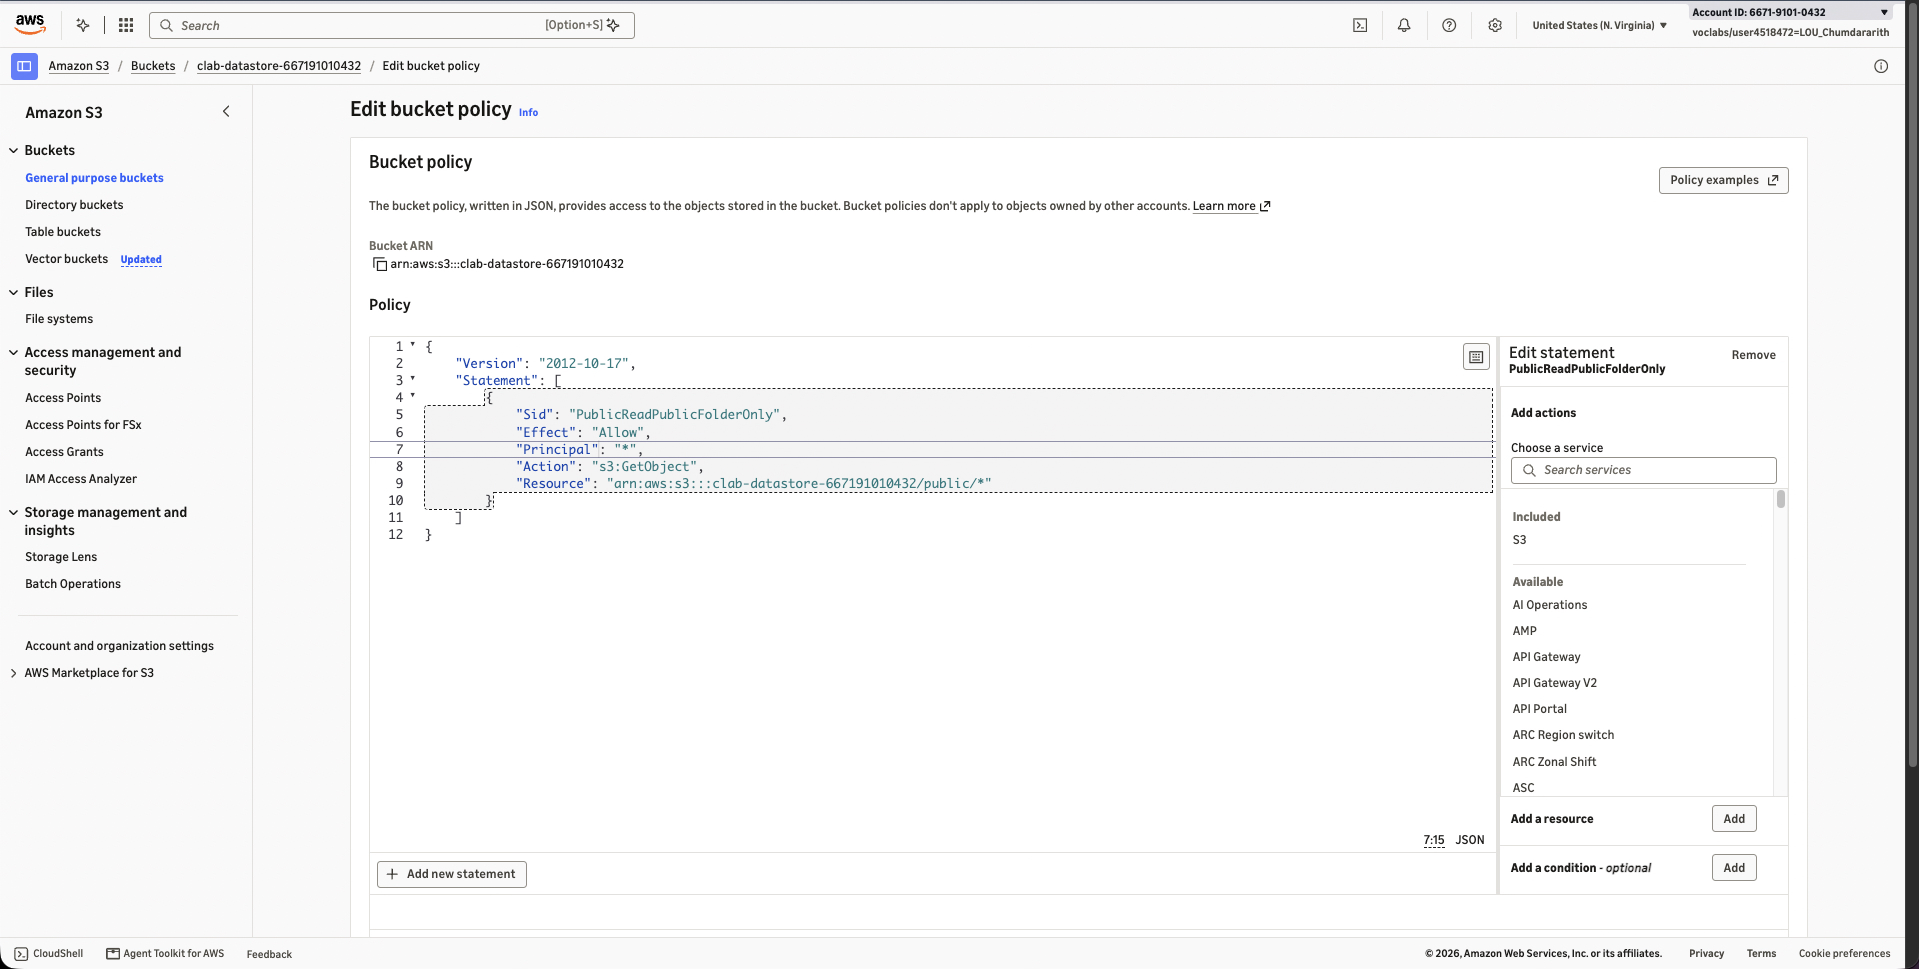 aws
Search
[Option+S]
United States (N. Virginia)
Account ID: 6671-9101-0432
voclabs/user4518472=LOU_Chumdararith
Amazon S3 / Buckets / clab-datastore-667191010432 / Edit bucket policy
Amazon S3
Buckets
General purpose buckets
Directory buckets
Table buckets
Vector buckets Updated
Files
File systems
Access management and
security
Access Points
Access Points for FSx
Access Grants
IAM Access Analyzer
Storage management and
insights
Storage Lens
Batch Operations
Account and organization settings
AWS Marketplace for S3
Edit bucket policy Info
Bucket policy
Policy examples
The bucket policy, written in JSON, provides access to the objects stored in the bucket. Bucket policies don't apply to objects owned by other accounts. Learn more
Bucket ARN
arn:aws:s3:::clab-datastore-667191010432
Policy
1 {
2 "Version": "2012-10-17",
3 "Statement": [
4 {
5 "Sid": "PublicReadPublicFolderOnly",
6 "Effect": "Allow",
7 "Principal": "*",
8 "Action": "s3:GetObject",
9 "Resource": "arn:aws:s3:::clab-datastore-667191010432/public/*"
10 }
11 ]
12 }
7:15 JSON
+ Add new statement
Edit statement
PublicReadPublicFolderOnly
Remove
Add actions
Choose a service
Search services
Included
S3
Available
AI Operations
AMP
API Gateway
API Gateway V2
API Portal
ARC Region switch
ARC Zonal Shift
ASC
Add a resource
Add
Add a condition - optional
Add
CloudShell
Agent Toolkit for AWS
Feedback
© 2026, Amazon Web Services, Inc. or its affiliates.
Privacy
Terms
Cookie preferences